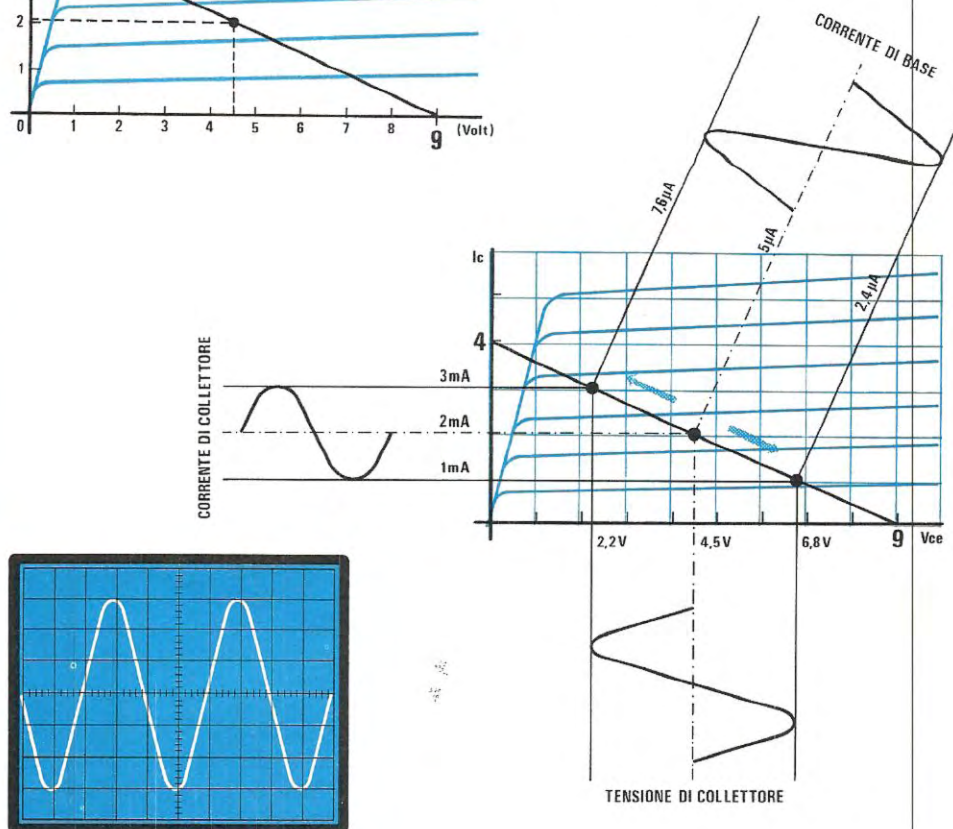 2
1
0 1 2 3 4 5 6 7 8 9 (Volt)
CORRENTE DI BASE
7,6µA
5µA
2,4µA
Ic
4
3mA
2mA
1mA
CORRENTE DI COLLETTORE
2,2V 4,5V 6,8V 9 Vce
TENSIONE DI COLLETTORE